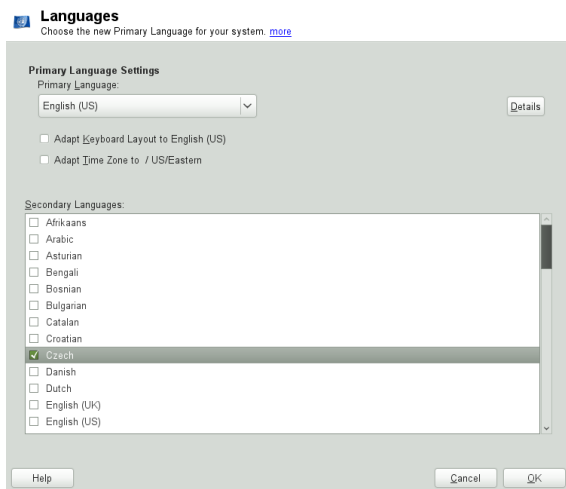 Languages
Choose the new Primary Language for your system. more
Primary Language Settings
Primary Language:
English (US)
Details
Adapt Keyboard Layout to English (US)
Adapt Time Zone to / US/Eastern
Secondary Languages:
Afrikaans
Arabic
Asturian
Bengali
Bosnian
Bulgarian
Catalan
Croatian
Czech
Danish
Dutch
English (UK)
English (US)
Help
Cancel
OK